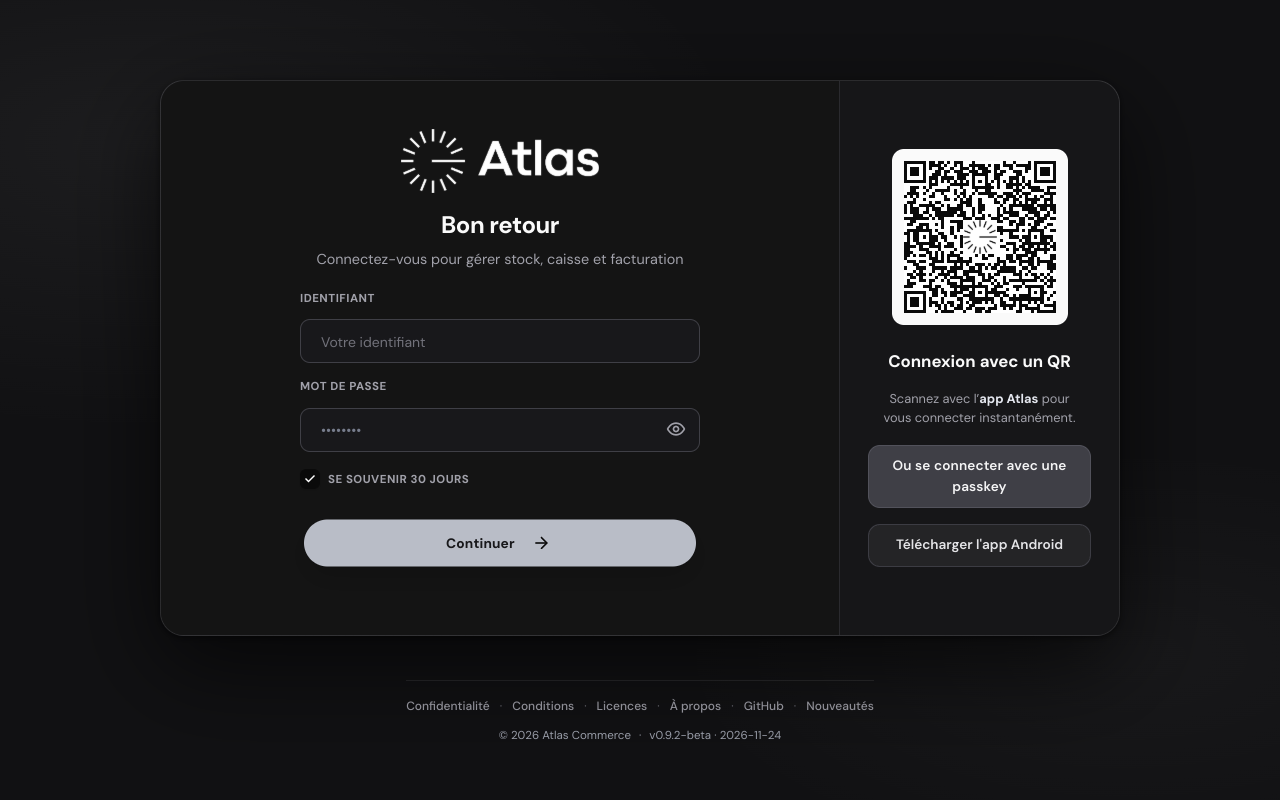 Atlas
Bon retour
Connectez-vous pour gérer stock, caisse et facturation
IDENTIFIANT
Votre identifiant
MOT DE PASSE
••••••••
SE SOUVENIR 30 JOURS
Continuer →
Connexion avec un QR
Scannez avec l'app Atlas pour
vous connecter instantanément.
Ou se connecter avec une
passkey
Télécharger l'app Android
Confidentialité · Conditions · Licences · À propos · GitHub · Nouveautés
© 2026 Atlas Commerce · v0.9.2-beta · 2026-11-24